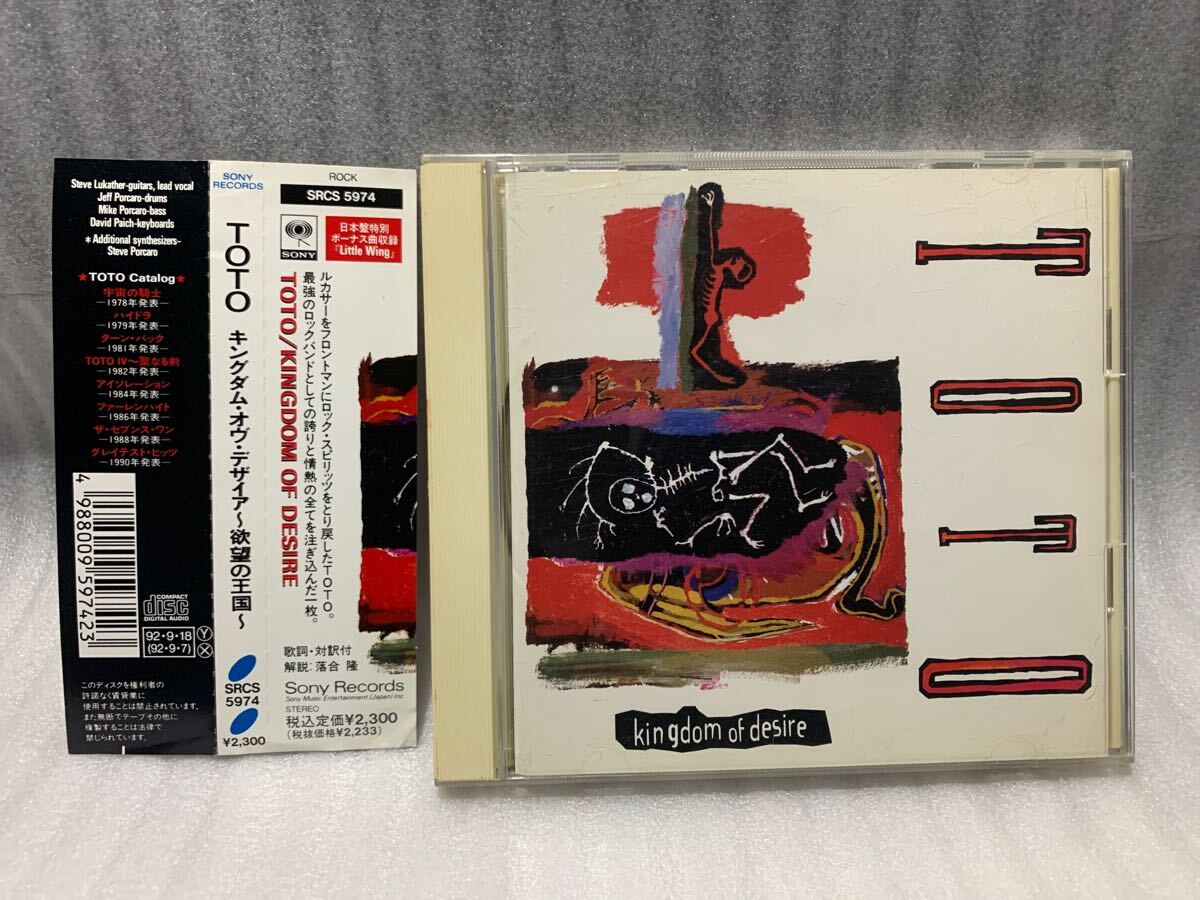 Steve Lukather-guitars, lead vocal
Jeff Porcaro-drums
Mike Porcaro-bass
David Paich-keyboards
*Additional synthesizers-
Steve Porcaro
★TOTO Catalog★
宇宙の騎士
—1978年発表—
ハイドラ
—1979年発表—
ターン・バック
—1981年発表—
TOTO IV〜聖なる剣
—1982年発表—
アイソレーション
—1984年発表—
ファーレンハイト
—1986年発表—
ザ・セブンス・ワン
—1988年発表—
グレイテスト・ヒッツ
—1990年発表—
4988009597423
COMPACT
disc
DIGITAL AUDIO
92・9・18
(92・9・7)
Y
X
このディスクを権利者の
許諾なく賃貸業に
使用することは禁止されています。
また無断でテープその他に
複製することは法律で
禁じられています。
SONY
RECORDS
TOTO キングダム・オヴ・デザイア〜欲望の王国〜
SRCS
5974
¥2,300
ROCK
SRCS 5974
SONY
日本盤特別
ボーナス曲収録
『Little Wing』
ルカサーをフロントマンにロック・スピリッツをとり戻したTOTO。
最強のロックバンドとしての誇りと情熱の全てを注ぎ込んだ一枚。
TOTO/KINGDOM OF DESIRE
歌詞・対訳付
解説:落合 隆
Sony Records
Sony Music Entertainment (Japan) Inc.
STEREO
税込定価¥2,300
(税抜価格¥2,233)
TOTO
kingdom of desire